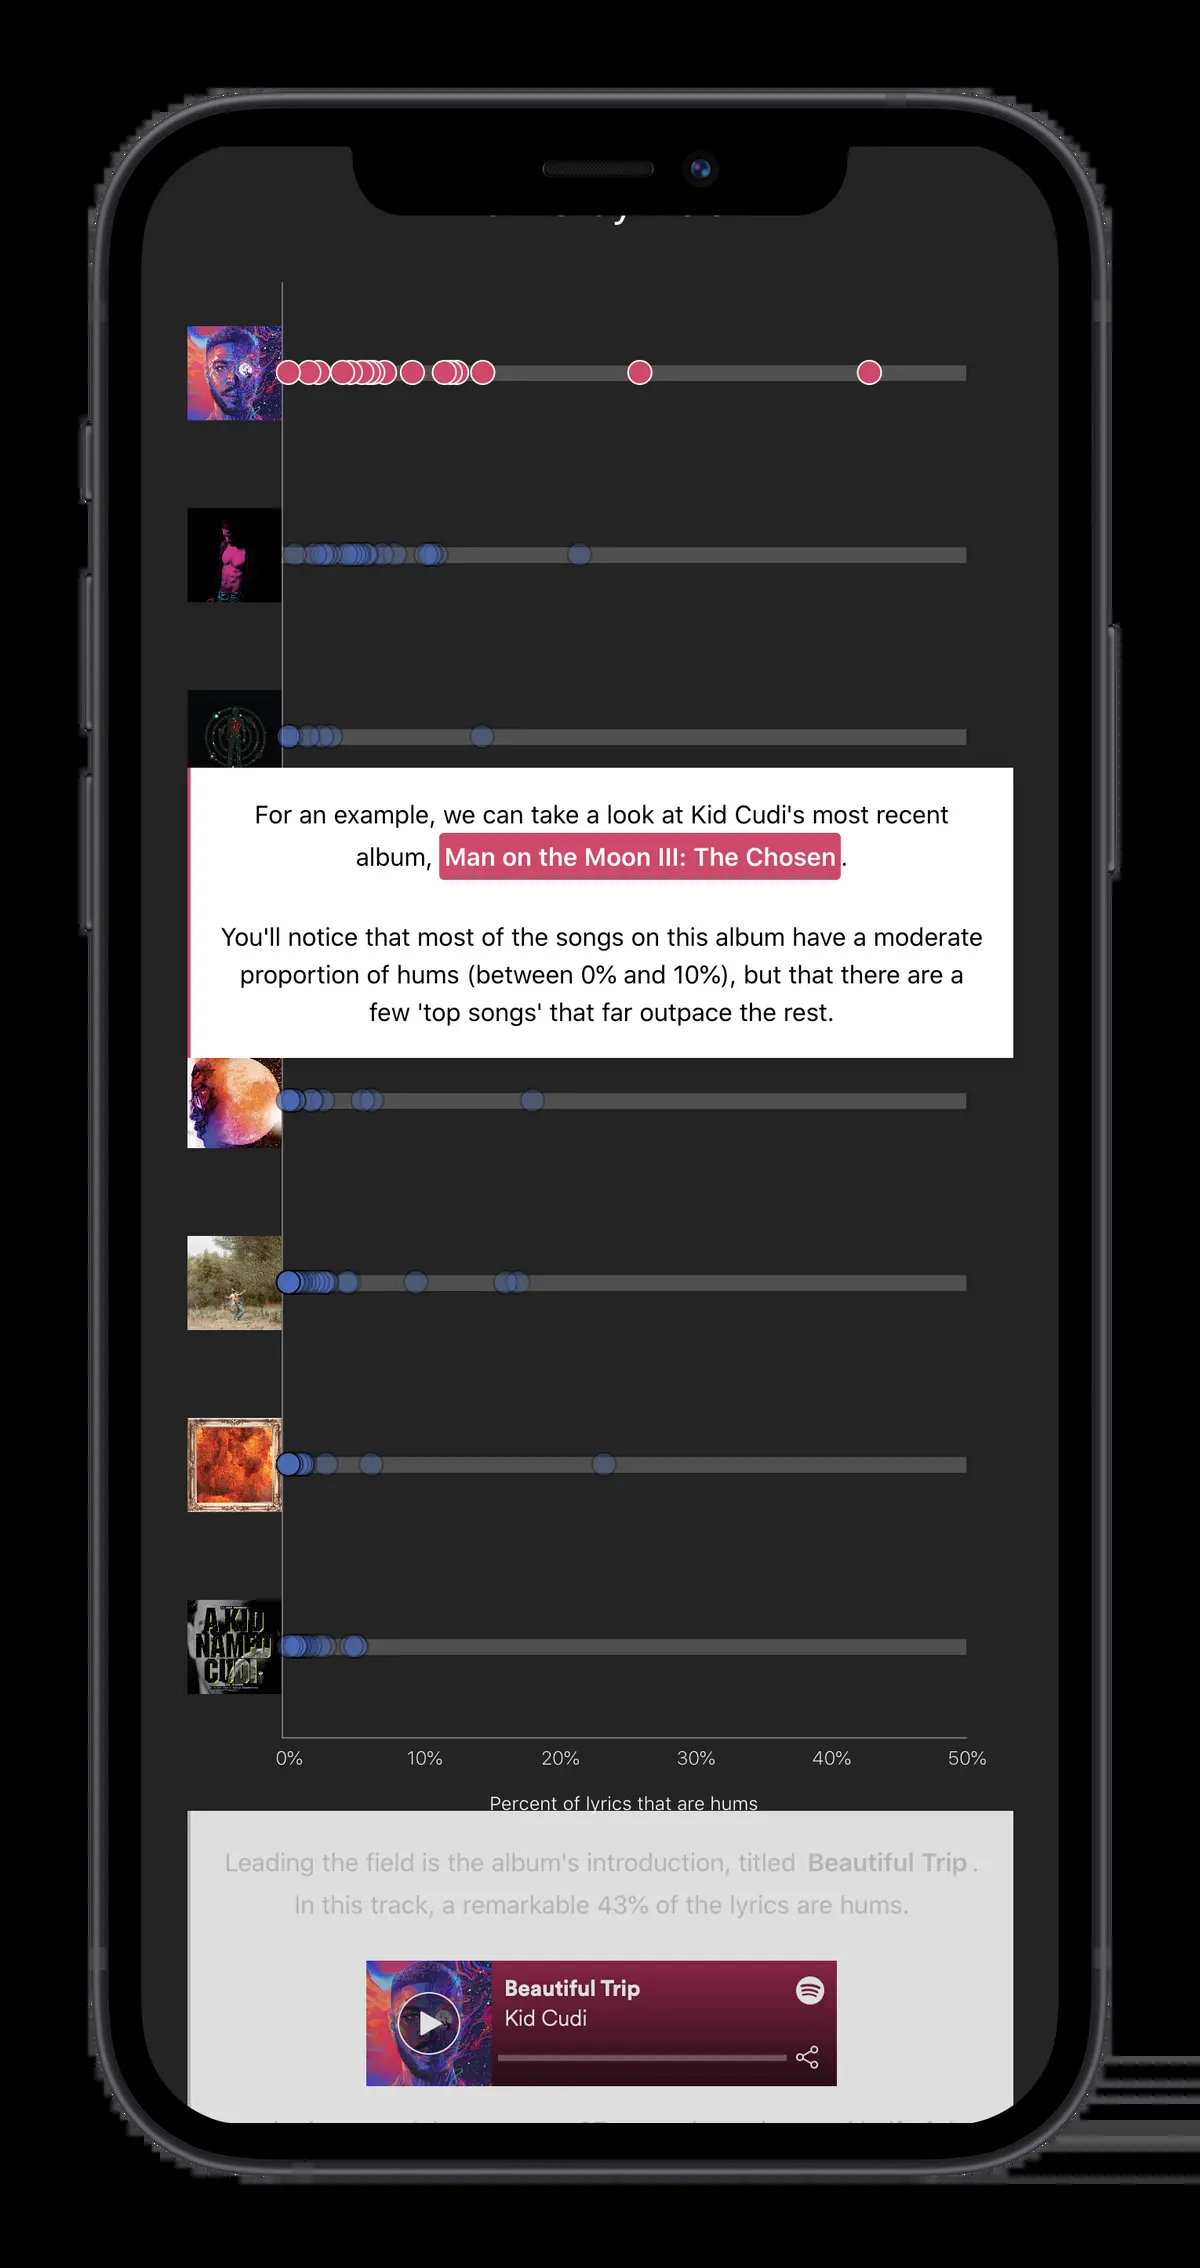 For an example, we can take a look at Kid Cudi's most recent
album, Man on the Moon III: The Chosen.
You'll notice that most of the songs on this album have a moderate
proportion of hums (between 0% and 10%), but that there are a
few 'top songs' that far outpace the rest.
A KID
NAMED
CUDI
0% 10% 20% 30% 40% 50%
Percent of lyrics that are hums
Leading the field is the album's introduction, titled Beautiful Trip.
In this track, a remarkable 43% of the lyrics are hums.
Beautiful Trip
Kid Cudi